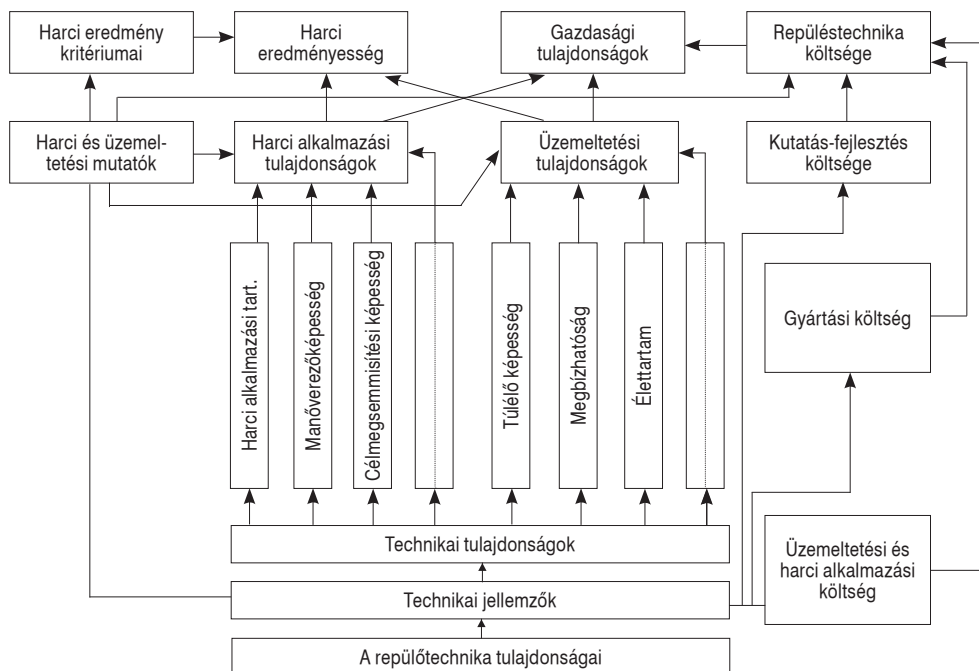 Harci eredmény
kritériumai
Harci
eredményesség
Gazdasági
tulajdonságok
Repüléstechnika
költsége
Harci és üzemel-
tetési mutatók
Harci alkalmazási
tulajdonságok
Üzemeltetési
tulajdonságok
Kutatás-fejlesztés
költsége
Harci alkalmazási tart.
Manőverezőképesség
Célmegsemmisítési képesség
Túlélő képesség
Megbízhatóság
Élettartam
Gyártási költség
Technikai tulajdonságok
Üzemeltetési és
harci alkalmazási
költség
Technikai jellemzők
A repülőtechnika tulajdonságai